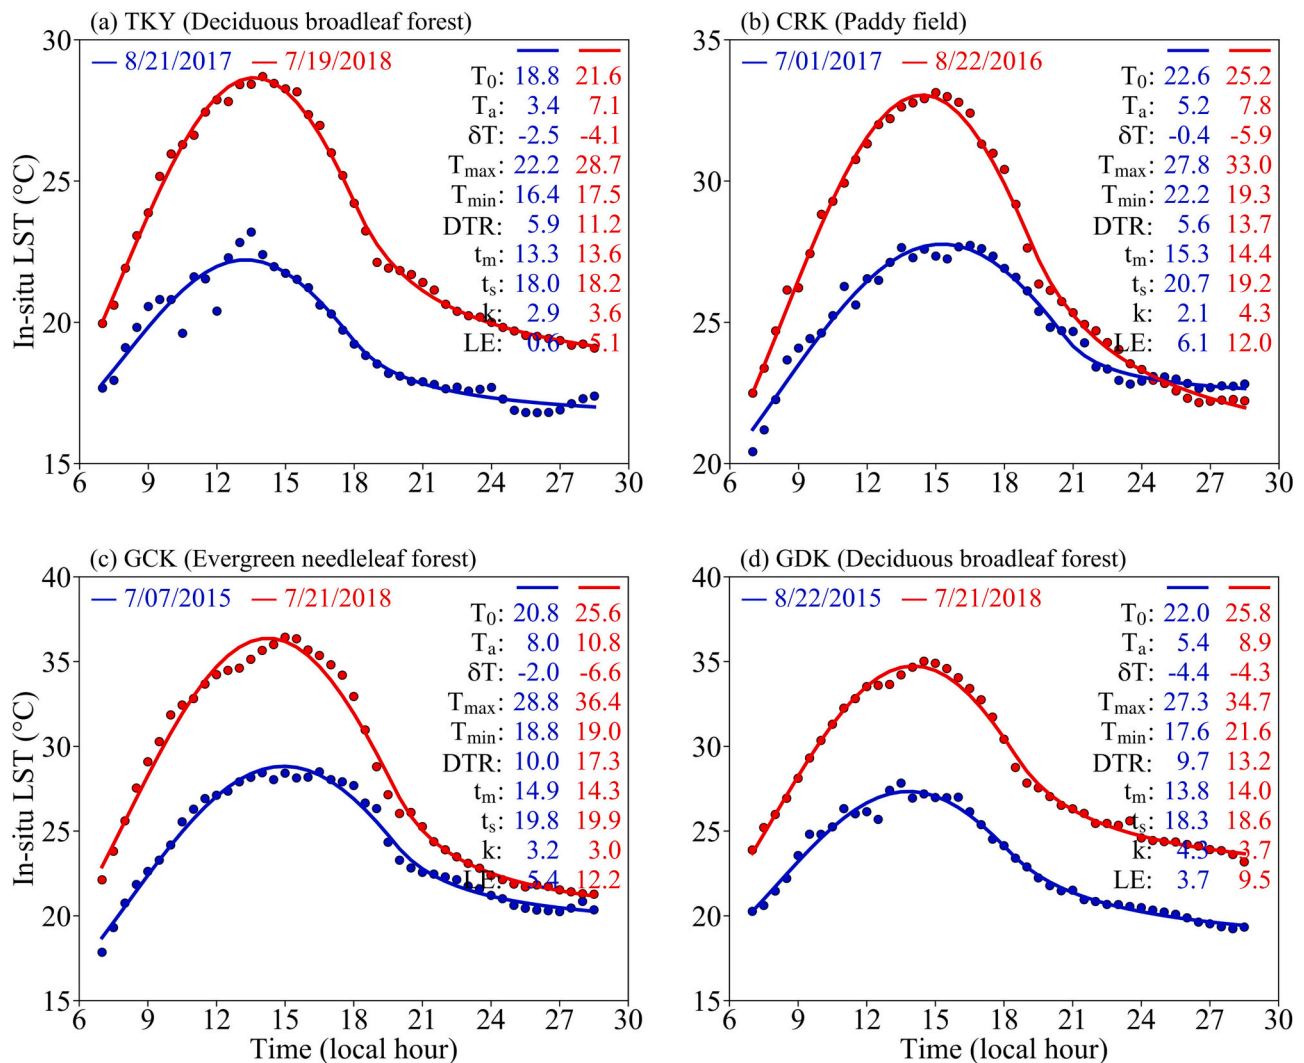 (a) TKY (Deciduous broadleaf forest)
30
25
20
15
In-situ LST (°C)
— 8/21/2017 — 7/19/2018
T0: 18.8 21.6
Ta: 3.4 7.1
δT: -2.5 -4.1
Tmax: 22.2 28.7
Tmin: 16.4 17.5
DTR: 5.9 11.2
tm: 13.3 13.6
ts: 18.0 18.2
k: 2.9 3.6
LE: 0.6 5.1
6 9 12 15 18 21 24 27 30
(b) CRK (Paddy field)
35
30
25
20
— 7/01/2017 — 8/22/2016
T0: 22.6 25.2
Ta: 5.2 7.8
δT: -0.4 -5.9
Tmax: 27.8 33.0
Tmin: 22.2 19.3
DTR: 5.6 13.7
tm: 15.3 14.4
ts: 20.7 19.2
k: 2.1 4.3
LE: 6.1 12.0
6 9 12 15 18 21 24 27 30
(c) GCK (Evergreen needleleaf forest)
40
35
30
25
20
15
In-situ LST (°C)
— 7/07/2015 — 7/21/2018
T0: 20.8 25.6
Ta: 8.0 10.8
δT: -2.0 -6.6
Tmax: 28.8 36.4
Tmin: 18.8 19.0
DTR: 10.0 17.3
tm: 14.9 14.3
ts: 19.8 19.9
k: 3.2 3.0
LE: 5.4 12.2
6 9 12 15 18 21 24 27 30
Time (local hour)
(d) GDK (Deciduous broadleaf forest)
40
35
30
25
20
15
— 8/22/2015 — 7/21/2018
T0: 22.0 25.8
Ta: 5.4 8.9
δT: -4.4 -4.3
Tmax: 27.3 34.7
Tmin: 17.6 21.6
DTR: 9.7 13.2
tm: 13.8 14.0
ts: 18.3 18.6
k: 4.3 3.7
LE: 3.7 9.5
6 9 12 15 18 21 24 27 30
Time (local hour)